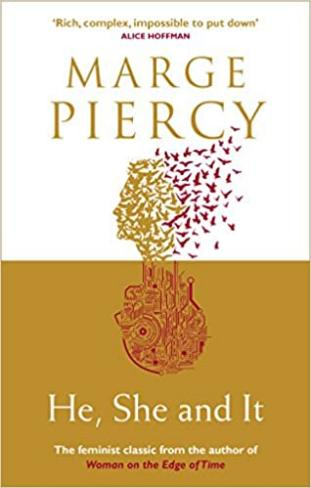 ‘Rich, complex, impossible to put down’
ALICE HOFFMAN
MARGE
PIERCY
He, She and It
The feminist classic from the author of
Woman on the Edge of Time